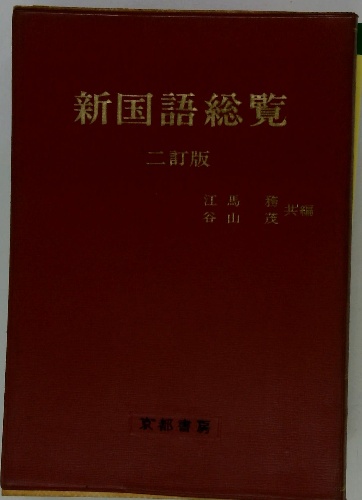 新国語総覧
二訂版
江馬務
谷山茂 共編
京都書房